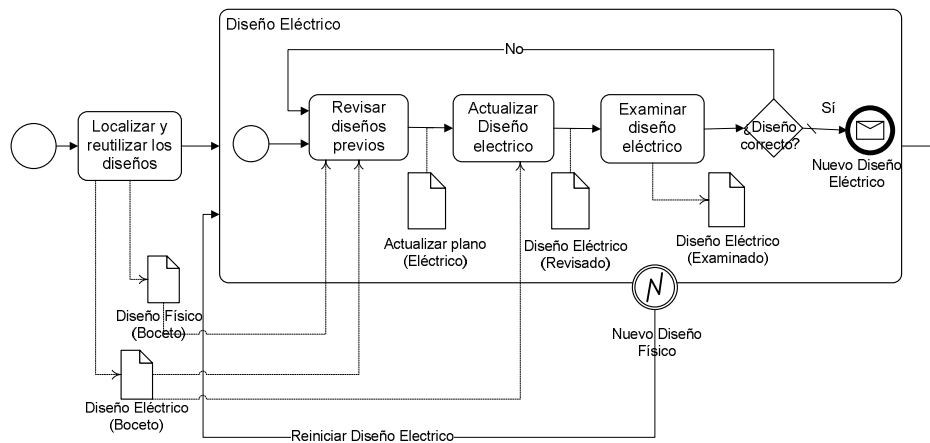 Diseño Eléctrico
No
Localizar y
reutilizar los
diseños
Revisar
diseños
previos
Actualizar
Diseño
electrico
Examinar
diseño
eléctrico
¿Diseño
correcto?
Sí
Nuevo Diseño
Eléctrico
Actualizar plano
(Eléctrico)
Diseño Eléctrico
(Revisado)
Diseño Eléctrico
(Examinado)
Diseño Físico
(Boceto)
Nuevo Diseño
Físico
Diseño Eléctrico
(Boceto)
Reiniciar Diseño Electrico